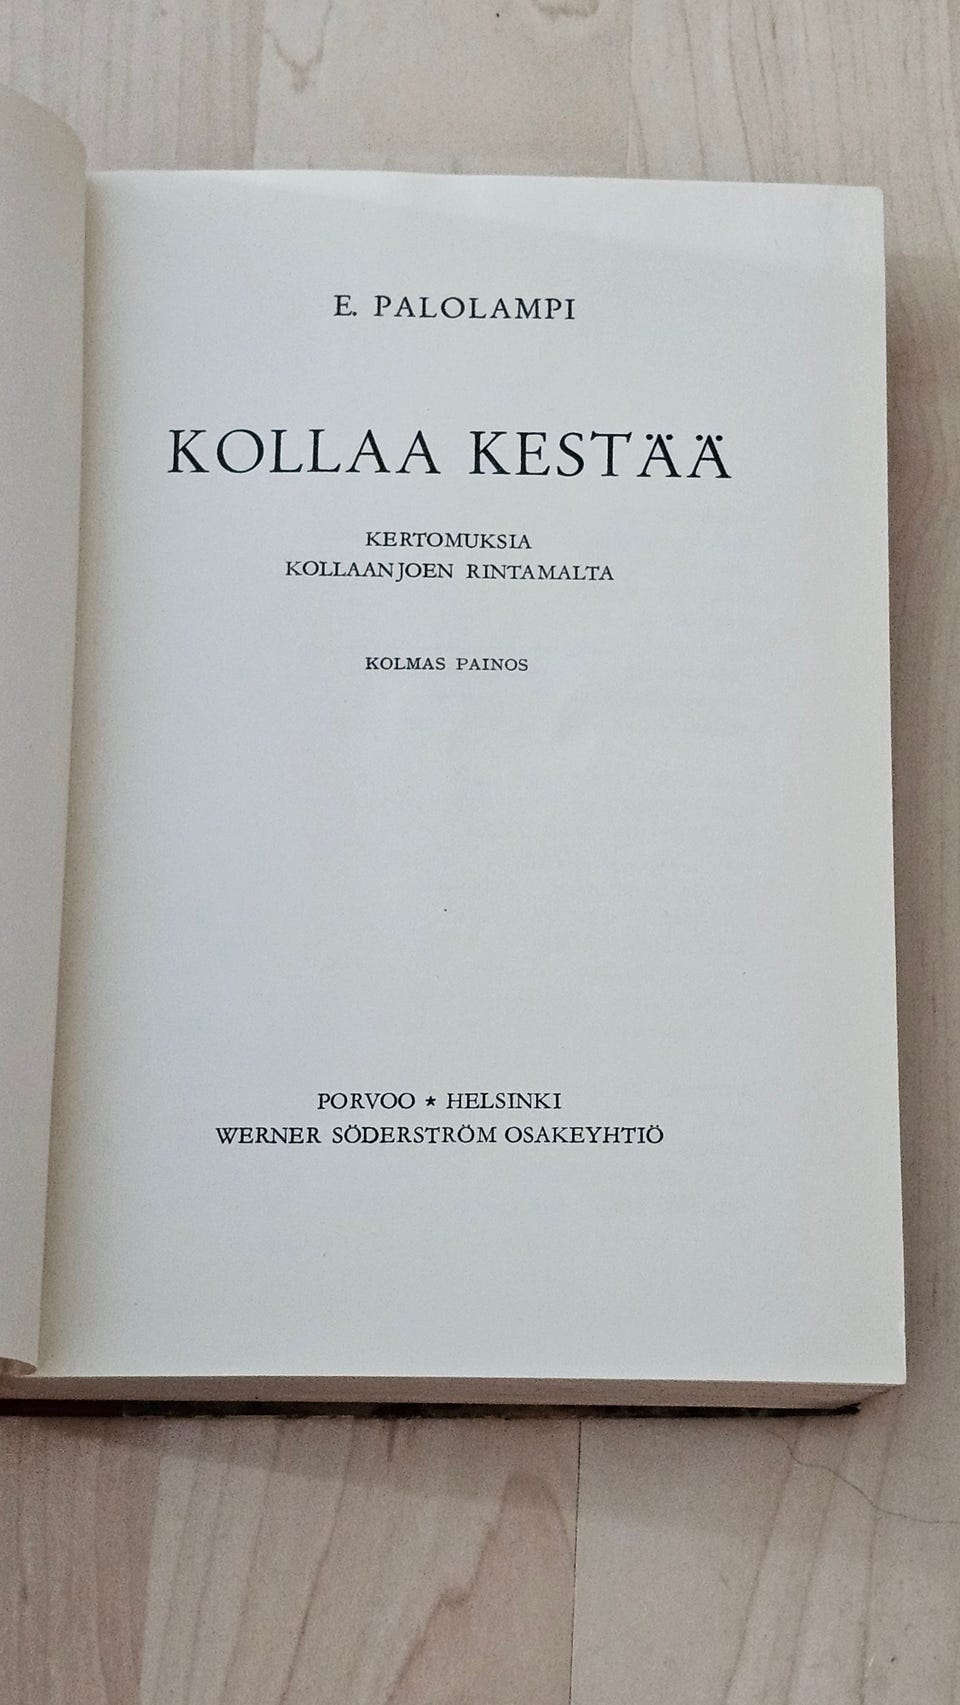 E. PALOLAMPI
KOLLAA KESTÄÄ
KERTOMUKSIA
KOLLAANJOEN RINTAMALTA
KOLMAS PAINOS
PORVOO ★ HELSINKI
WERNER SÖDERSTRÖM OSAKEYHTIÖ